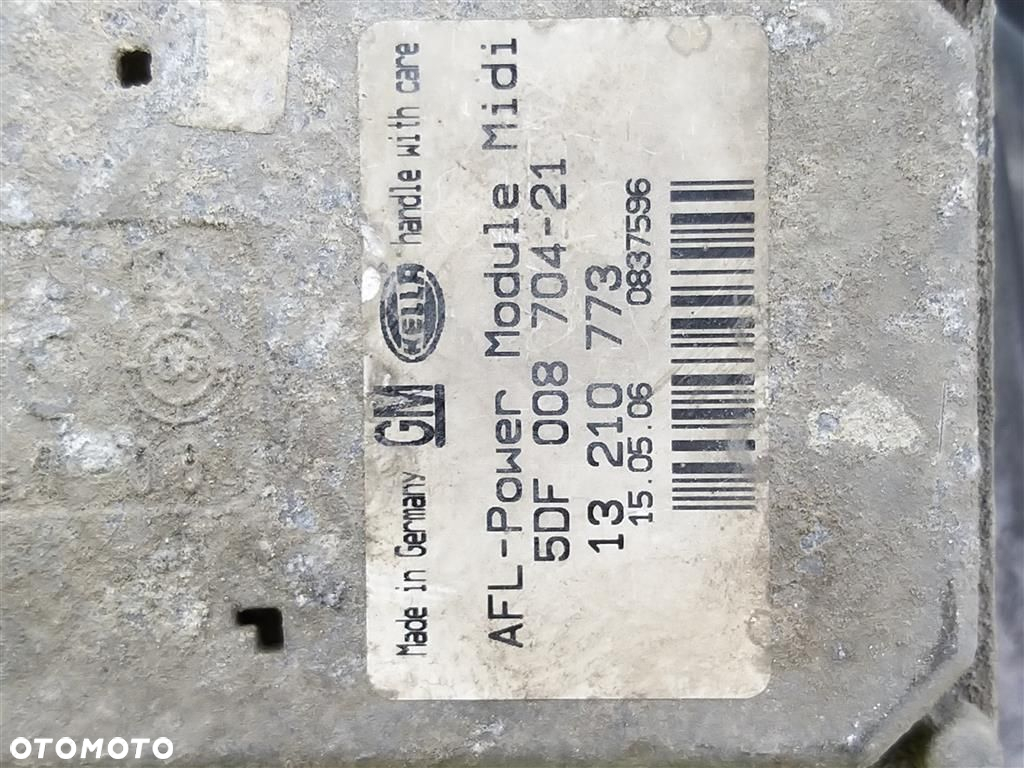 Made in Germany GM HELLA handle with care
AFL-Power Module Midi
5DF 008 704-21
13 210 773
15.05.06 0837596
OTOMOTO